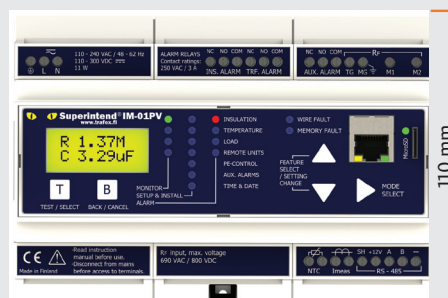 110 - 240 VAC / 48 - 62 Hz
110 - 300 VDC
11 W
L N
ALARM RELAYS
Contact ratings:
250 VAC / 3 A
NC NO COM NC NO COM
INS. ALARM TRF. ALARM
NC NO COM RF
AUX. ALARM TG MG M1 M2
Superintend® IM-01PV
www.trafox.fi
R 1.37M
C 3.29uF
T B
TEST / SELECT BACK / CANCEL
INSULATION
TEMPERATURE
LOAD
REMOTE UNITS
PE-CONTROL
AUX. ALARMS
TIME & DATE
MONITOR
SETUP & INSTALL
ALARM
WIRE FAULT
MEMORY FAULT
FEATURE
SELECT
/ SETTING
CHANGE
MODE
SELECT
MicroSD
110 mm
CE
Made in Finland
-Read instruction
manual before use.
-Disconnect from mains
before access to terminals.
RF input, max. voltage
690 VAC / 800 VDC
SH +12V A B -
NTC Imeas RS - 485